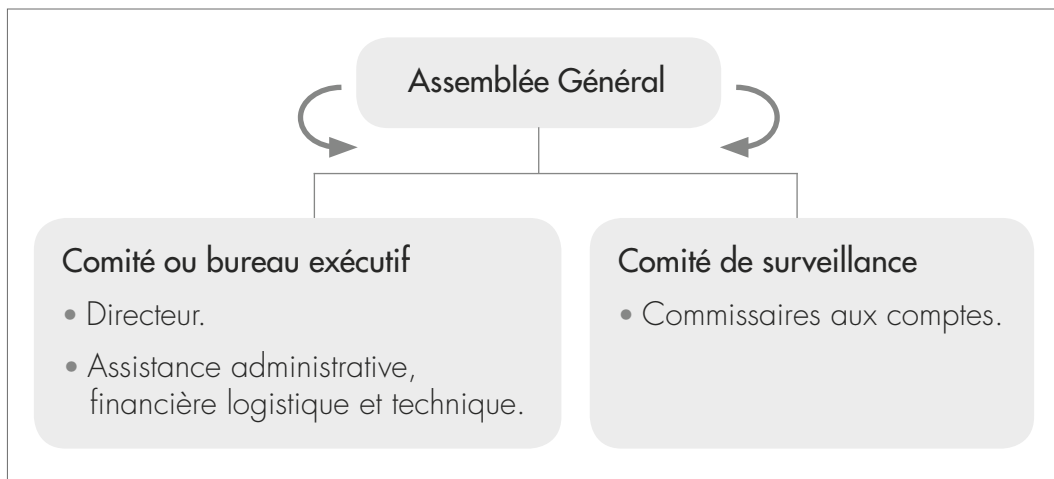 Assemblée Général
Comité ou bureau exécutif
• Directeur.
• Assistance administrative,
financière logistique et technique.
Comité de surveillance
• Commissaires aux comptes.